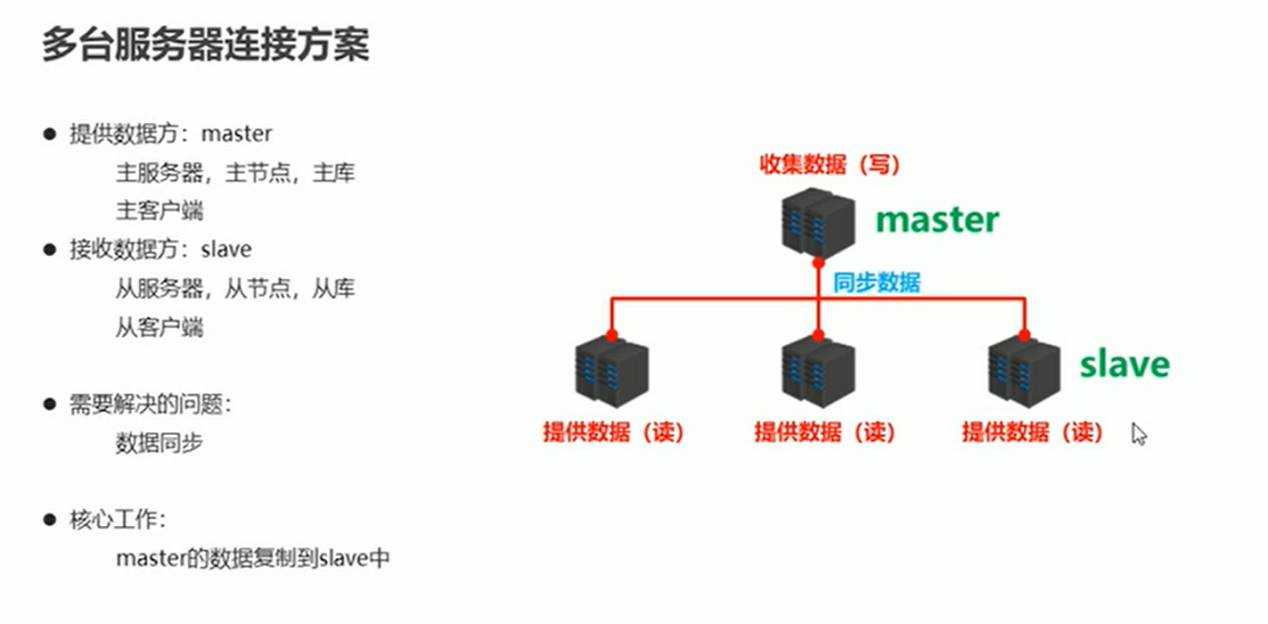 多台服务器连接方案
● 提供数据方：master
主服务器，主节点，主库
主客户端
● 接收数据方：slave
从服务器，从节点，从库
从客户端
● 需要解决的问题：
数据同步
● 核心工作：
master的数据复制到slave中
收集数据（写）
master
同步数据
slave
提供数据（读）
提供数据（读）
提供数据（读）